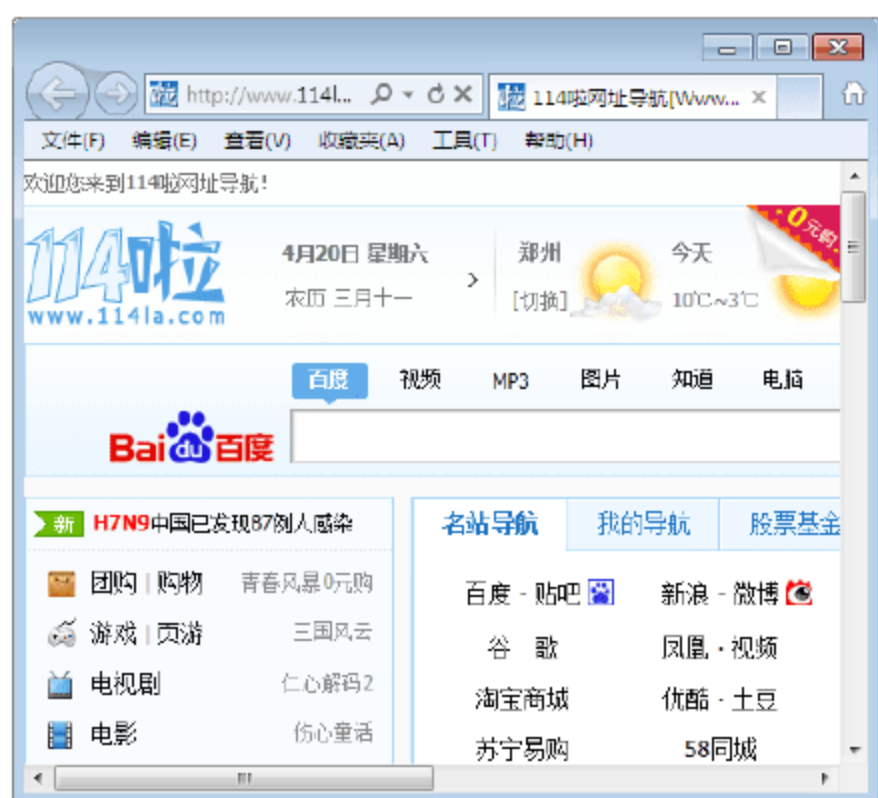 http://www.114l... 114啦网址导航[Www...
文件(F) 编辑(E) 查看(V) 收藏夹(A) 工具(T) 帮助(H)
欢迎您来到114啦网址导航!
114啦
www.114la.com
4月20日 星期六
农历 三月十一
郑州
[切换]
今天
10℃~3℃
0元购
百度 视频 MP3 图片 知道 电脑
Bai du 百度
新 H7N9中国已发现87例人感染
团购 | 购物 青春风暴0元购
游戏 | 页游 三国风云
电视剧 仁心解码2
电影 伤心童话
名站导航 我的导航 股票基金
百度 - 贴吧 新浪 - 微博
谷 歌 凤凰 · 视频
淘宝商城 优酷 · 土豆
苏宁易购 58同城